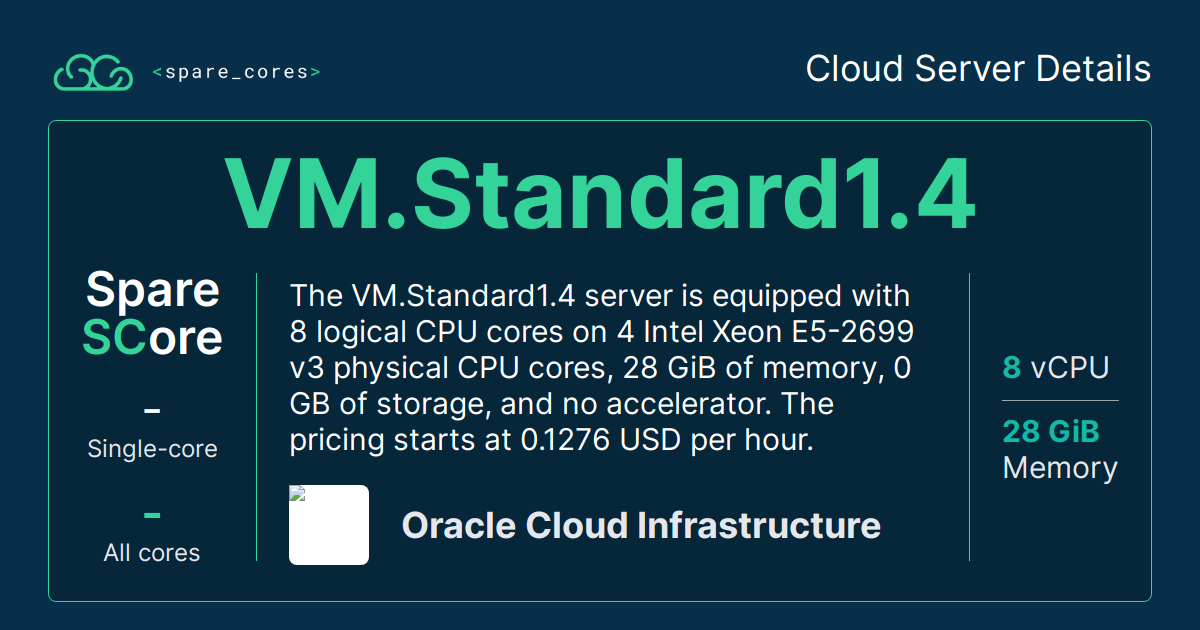 <spare_cores>
Cloud Server Details
VM.Standard1.4
Spare
SCore
-
Single-core
-
All cores
The VM.Standard1.4 server is equipped with
8 logical CPU cores on 4 Intel Xeon E5-2699
v3 physical CPU cores, 28 GiB of memory, 0
GB of storage, and no accelerator. The
pricing starts at 0.1276 USD per hour.
Oracle Cloud Infrastructure
8 vCPU
28 GiB
Memory